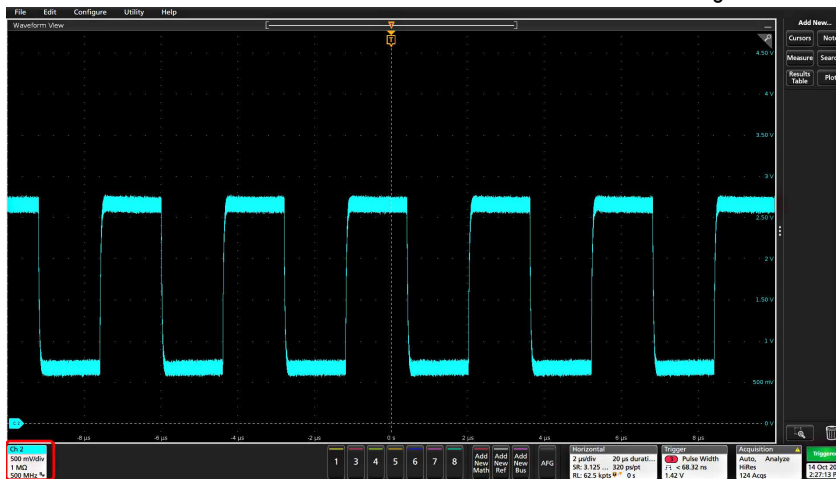 File Edit Configure Utility Help
Waveform View
Add New...
Cursors Note
Measure Searc
Results Table Plot
T
4.50 V
4 V
3.50 V
3 V
2.50 V
2 V
1.50 V
1 V
500 mV
0 V
-8 µs -6 µs -4 µs -2 µs 0 s 2 µs 4 µs 6 µs 8 µs
Ch 2
500 mV/div
1 MΩ
500 MHz
1 3 4 5 6 7 8
Add New Math
Add New Ref
Add New Bus
AFG
Horizontal
2 µs/div 20 µs durati...
SR: 3.125 ... 320 ps/pt
RL: 62.5 kpts 0 s
Trigger
Pulse Width
< 68.32 ns
1.42 V
Acquisition
Auto, Analyze
HiRes
124 Acqs
Triggere
14 Oct 20
2:27:13 P